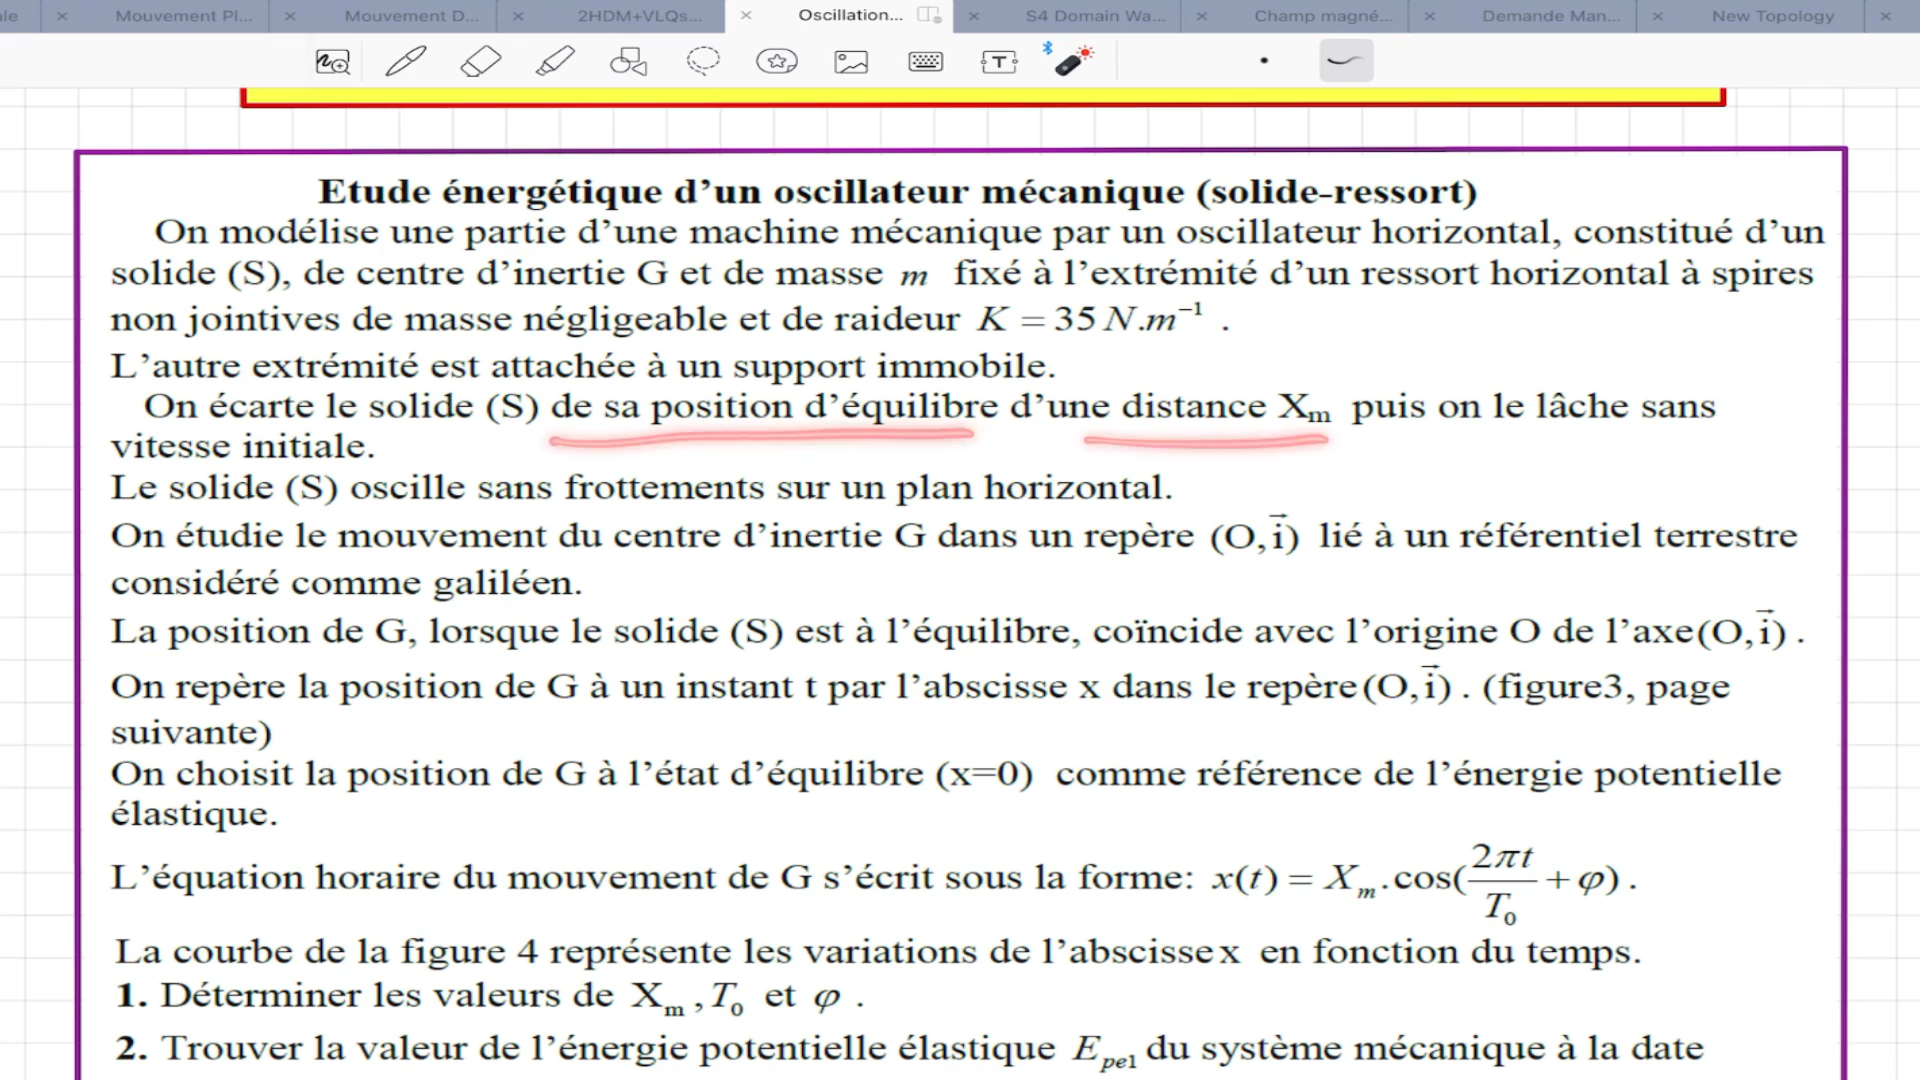 Mouvement Pl...
Mouvement D...
2HDM+VLQs...
Oscillation...
S4 Domain Wa...
Champ magné...
Demande Man...
New Topology
Etude énergétique d'un oscillateur mécanique (solide-ressort)
On modélise une partie d'une machine mécanique par un oscillateur horizontal, constitué d'un
solide (S), de centre d'inertie G et de masse m fixé à l'extrémité d'un ressort horizontal à spires
non jointives de masse négligeable et de raideur K = 35 N.m⁻¹ .
L'autre extrémité est attachée à un support immobile.
On écarte le solide (S) de sa position d'équilibre d'une distance Xₘ puis on le lâche sans
vitesse initiale.
Le solide (S) oscille sans frottements sur un plan horizontal.
On étudie le mouvement du centre d'inertie G dans un repère (O,i⃗) lié à un référentiel terrestre
considéré comme galiléen.
La position de G, lorsque le solide (S) est à l'équilibre, coïncide avec l'origine O de l'axe(O,i⃗) .
On repère la position de G à un instant t par l'abscisse x dans le repère(O,i⃗) . (figure3, page
suivante)
On choisit la position de G à l'état d'équilibre (x=0) comme référence de l'énergie potentielle
élastique.
L'équation horaire du mouvement de G s'écrit sous la forme: x(t) = Xₘ.cos(2πt/T₀ + φ) .
La courbe de la figure 4 représente les variations de l'abscisse x en fonction du temps.
1. Déterminer les valeurs de Xₘ , T₀ et φ .
2. Trouver la valeur de l'énergie potentielle élastique Epe1 du système mécanique à la date